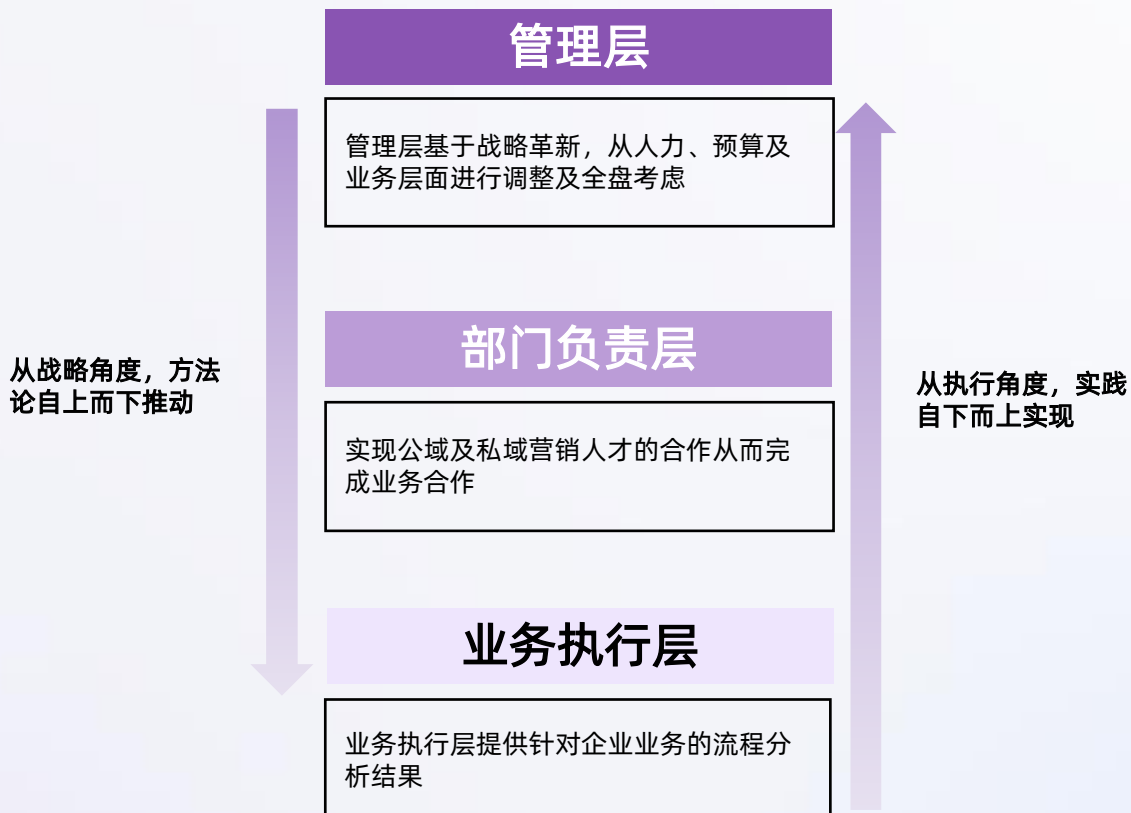 管理层
管理层基于战略革新，从人力、预算及
业务层面进行调整及全盘考虑
部门负责层
从战略角度，方法
论自上而下推动
从执行角度，实践
自下而上实现
实现公域及私域营销人才的合作从而完
成业务合作
业务执行层
业务执行层提供针对企业业务的流程分
析结果